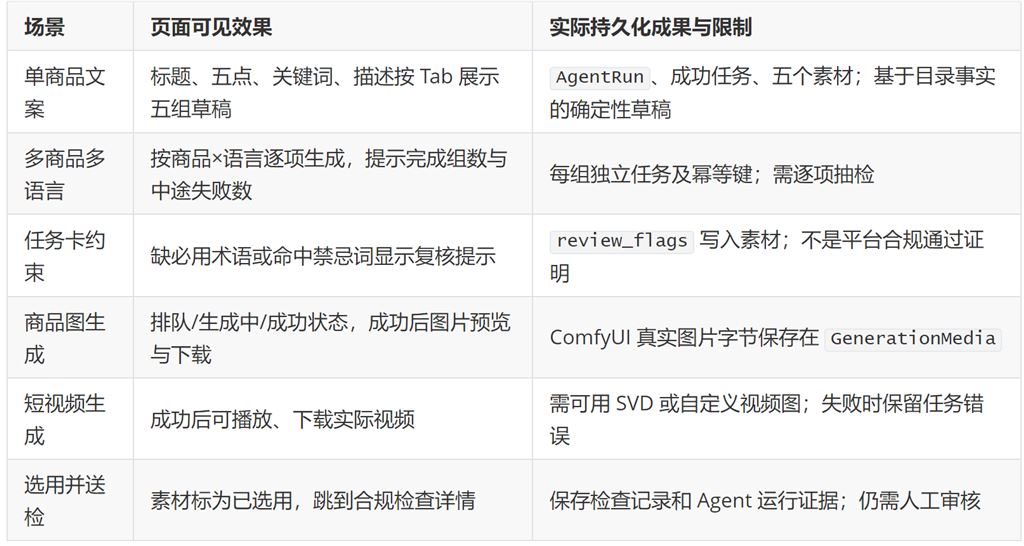 场景 页面可见效果 实际持久化成果与限制
单商品文 标题、五点、关键词、描述按 Tab 展示 AgentRun、成功任务、五个素材；基于目录事实
案 五组草稿 的确定性草稿
多商品多 按商品×语言逐项生成，提示完成组数与 每组独立任务及幂等键；需逐项抽检
语言 中途失败数
任务卡约 缺必用术语或命中禁忌词显示复核提示 review_flags 写入素材；不是平台合规通过证
束 明
商品图生 排队/生成中/成功状态，成功后图片预览 ComfyUI 真实图片字节保存在 GenerationMedia
成 与下载
短视频生 成功后可播放、下载实际视频 需可用 SVD 或自定义视频图；失败时保留任务错
成 误
选用并送 素材标为已选用，跳到合规检查详情 保存检查记录和 Agent 运行证据；仍需人工审核
检